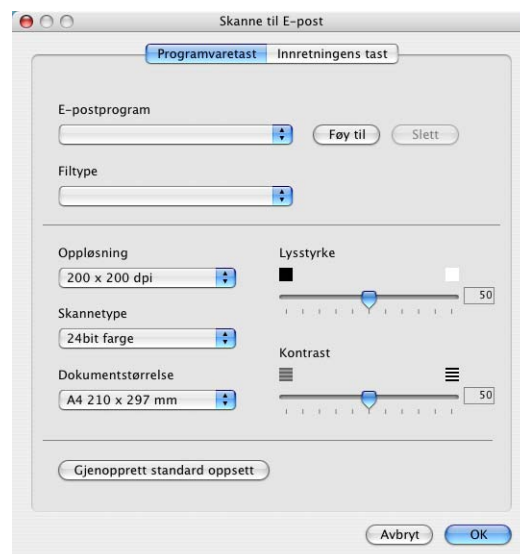 Skanne til E-post
Programvaretast Innretningens tast
E-postprogram
Føy til Slett
Filtype
Oppløsning
200 x 200 dpi
Skannetype
24bit farge
Dokumentstørrelse
A4 210 x 297 mm
Lysstyrke
50
Kontrast
50
Gjenopprett standard oppsett
Avbryt OK